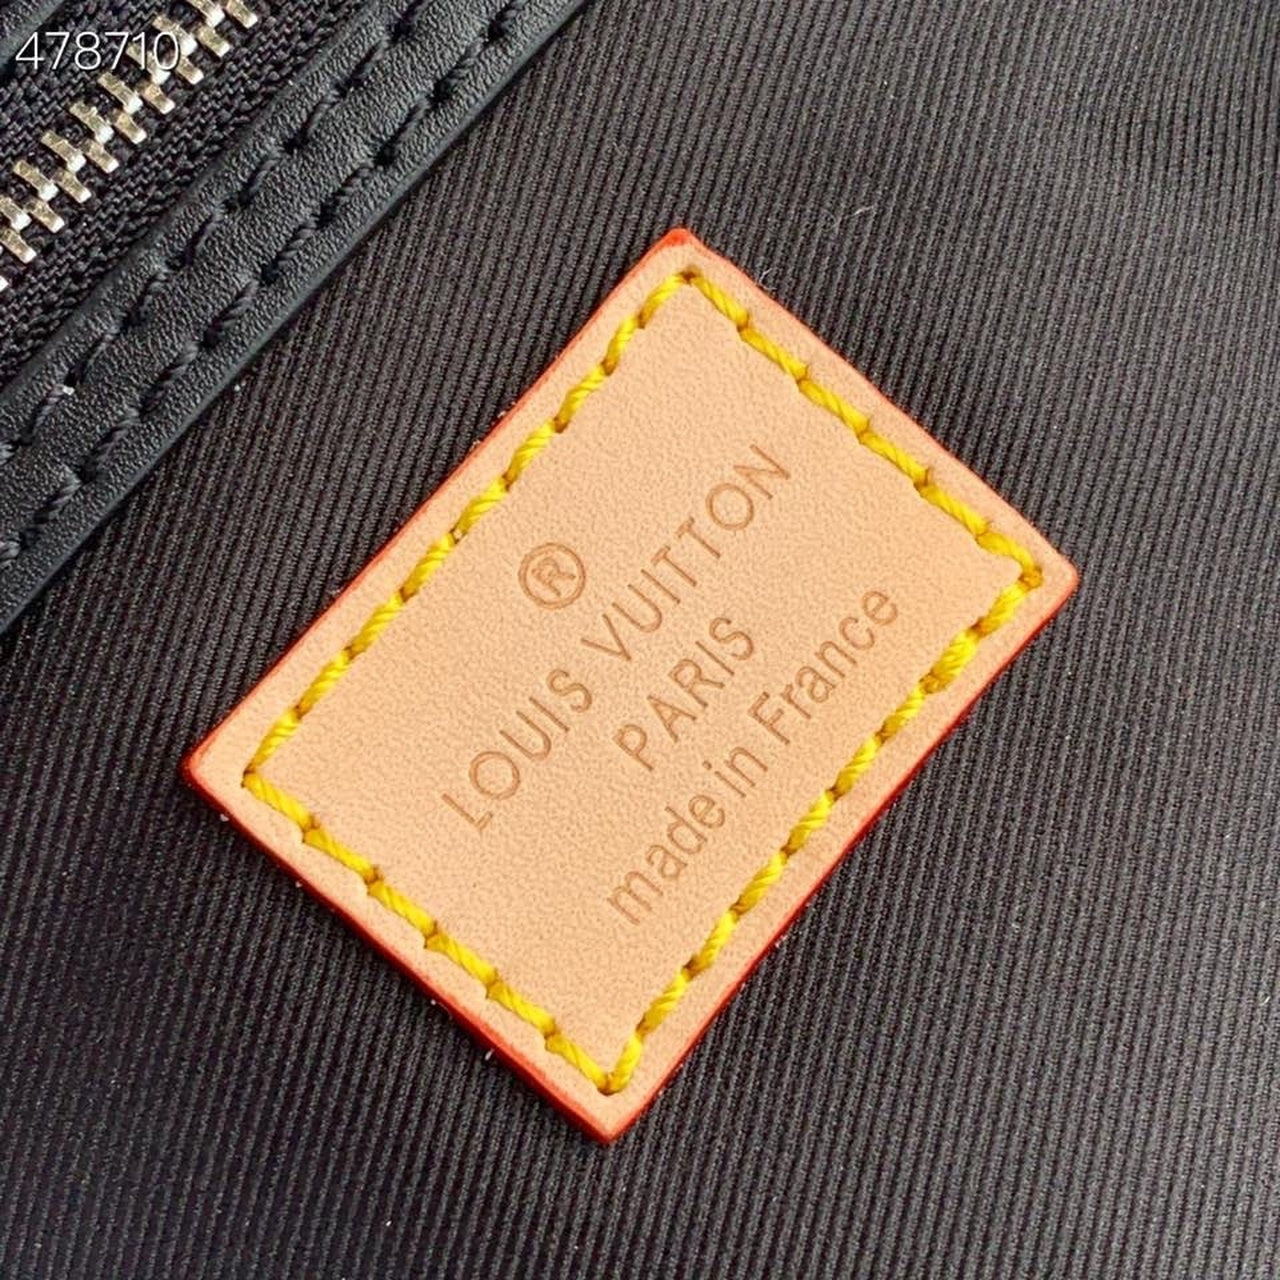 478710
®
LOUIS VUITTON
PARIS
made in France